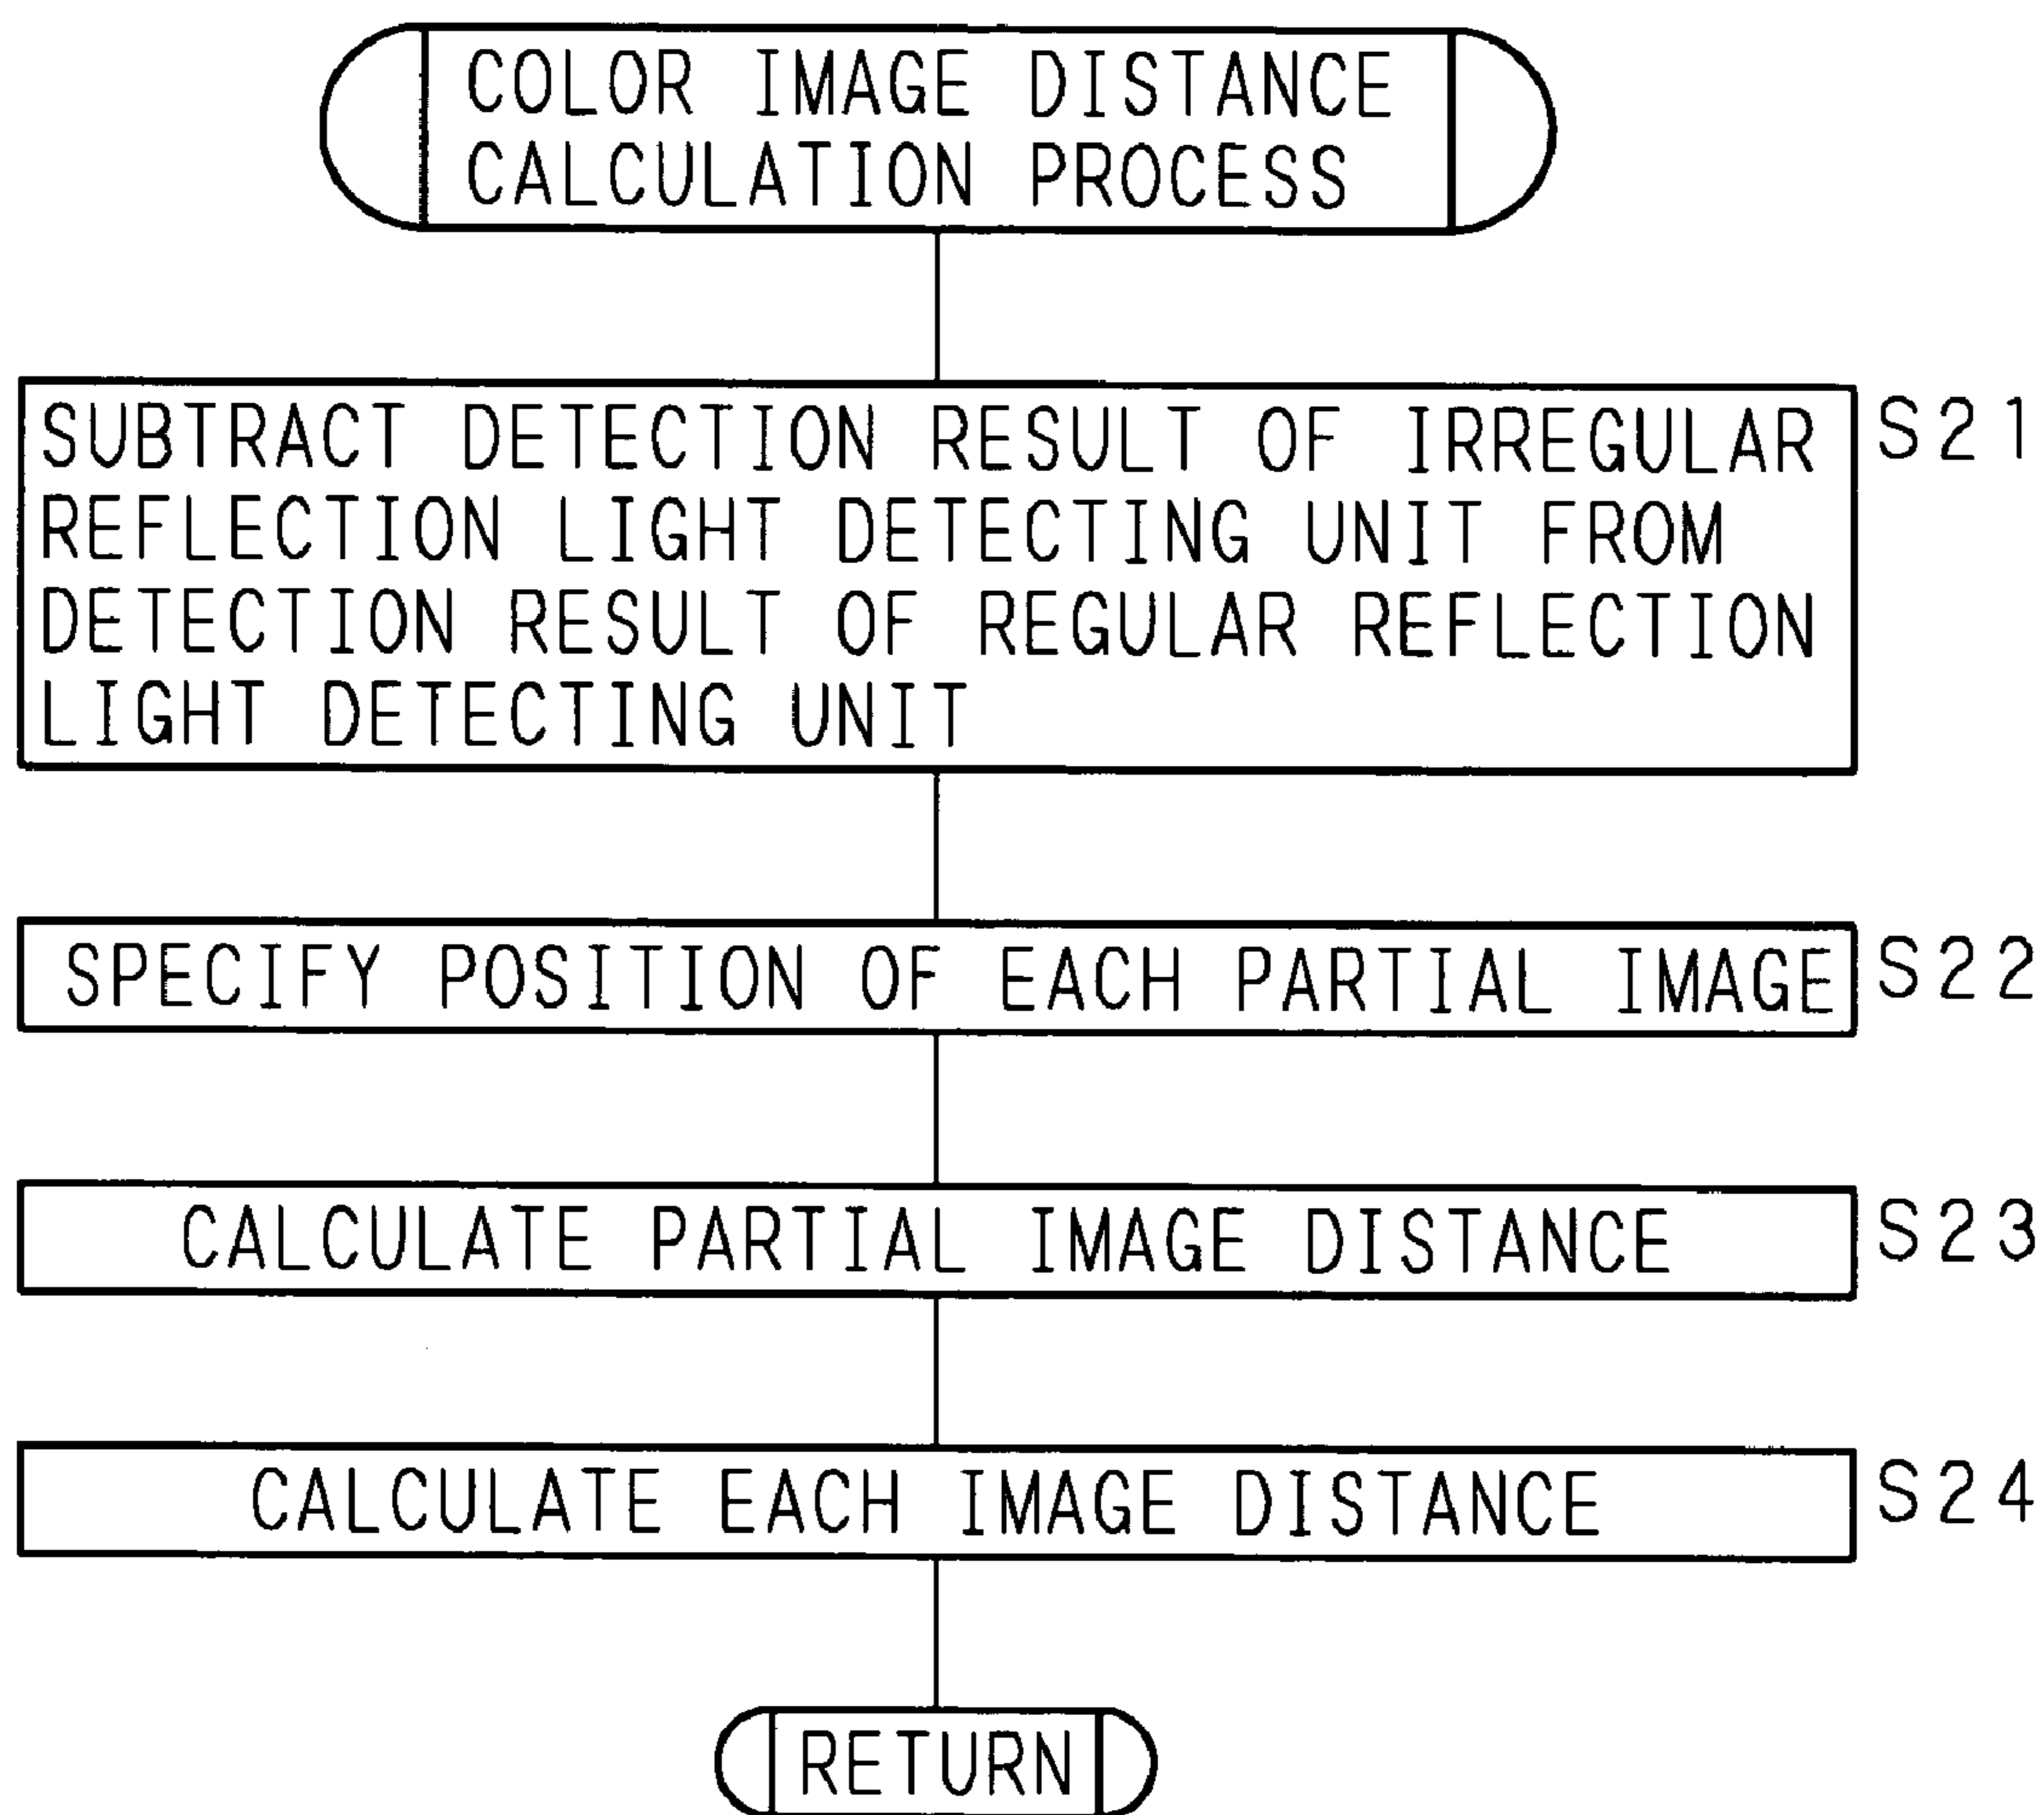 COLOR IMAGE DISTANCE
CALCULATION PROCESS
SUBTRACT DETECTION RESULT OF IRREGULAR
REFLECTION LIGHT DETECTING UNIT FROM
DETECTION RESULT OF REGULAR REFLECTION
LIGHT DETECTING UNIT
S21
SPECIFY POSITION OF EACH PARTIAL IMAGE
S22
CALCULATE PARTIAL IMAGE DISTANCE
S23
CALCULATE EACH IMAGE DISTANCE
S24
RETURN